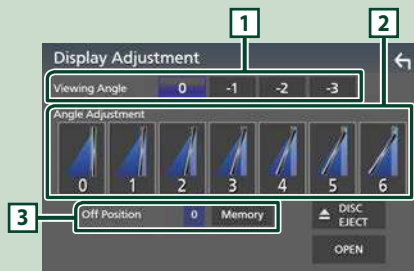 1 2
Display Adjustment
Viewing Angle 0 -1 -2 -3
Angle Adjustment
0 1 2 3 4 5 6
3
Off Position 0 Memory
DISC
EJECT
OPEN